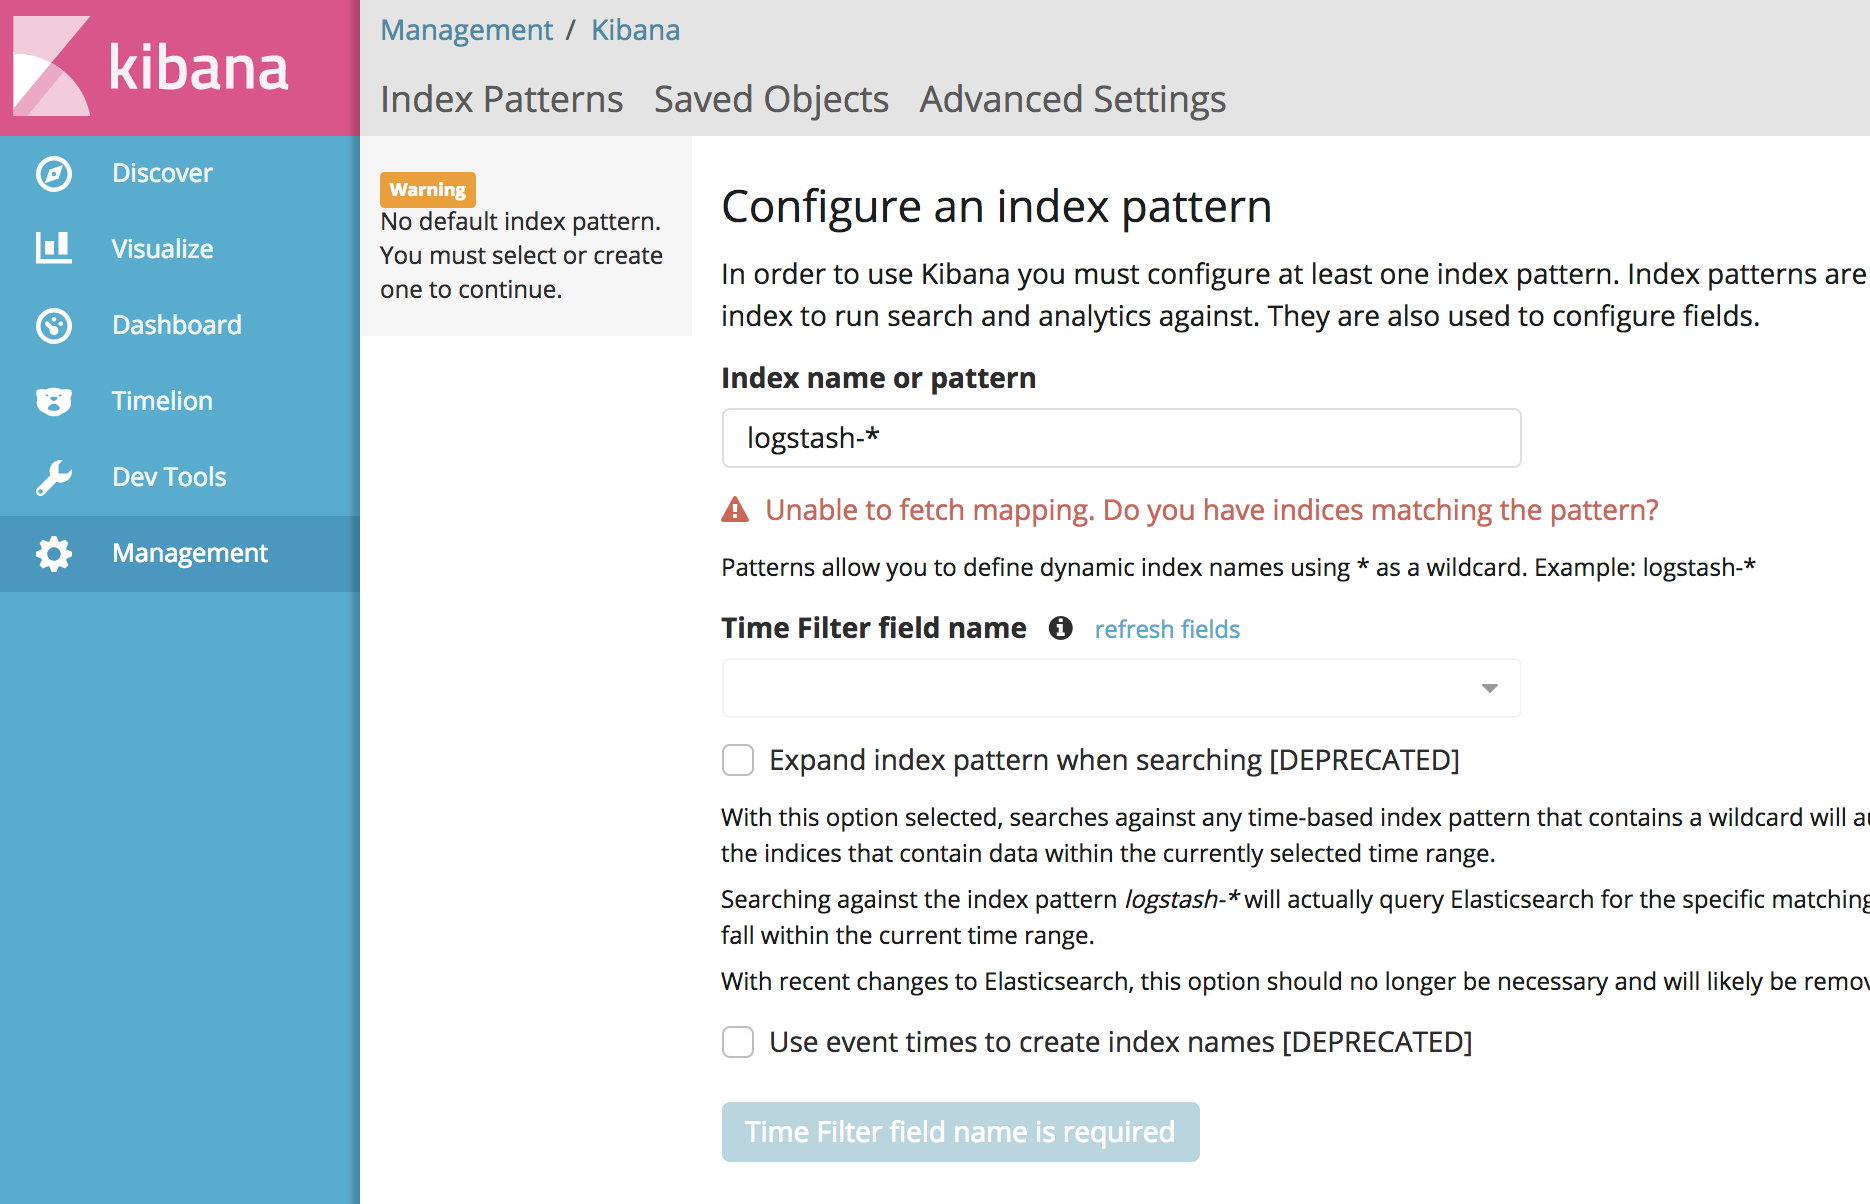 kibana
Management / Kibana
Index Patterns Saved Objects Advanced Settings
Discover
Visualize
Dashboard
Timelion
Dev Tools
Management
Warning
No default index pattern.
You must select or create
one to continue.
Configure an index pattern
In order to use Kibana you must configure at least one index pattern. Index patterns are
index to run search and analytics against. They are also used to configure fields.
Index name or pattern
logstash-*
Unable to fetch mapping. Do you have indices matching the pattern?
Patterns allow you to define dynamic index names using * as a wildcard. Example: logstash-*
Time Filter field name refresh fields
Expand index pattern when searching [DEPRECATED]
With this option selected, searches against any time-based index pattern that contains a wildcard will
the indices that contain data within the currently selected time range.
Searching against the index pattern logstash-* will actually query Elasticsearch for the specific matching
fall within the current time range.
With recent changes to Elasticsearch, this option should no longer be necessary and will likely be
Use event times to create index names [DEPRECATED]
Time Filter field name is required